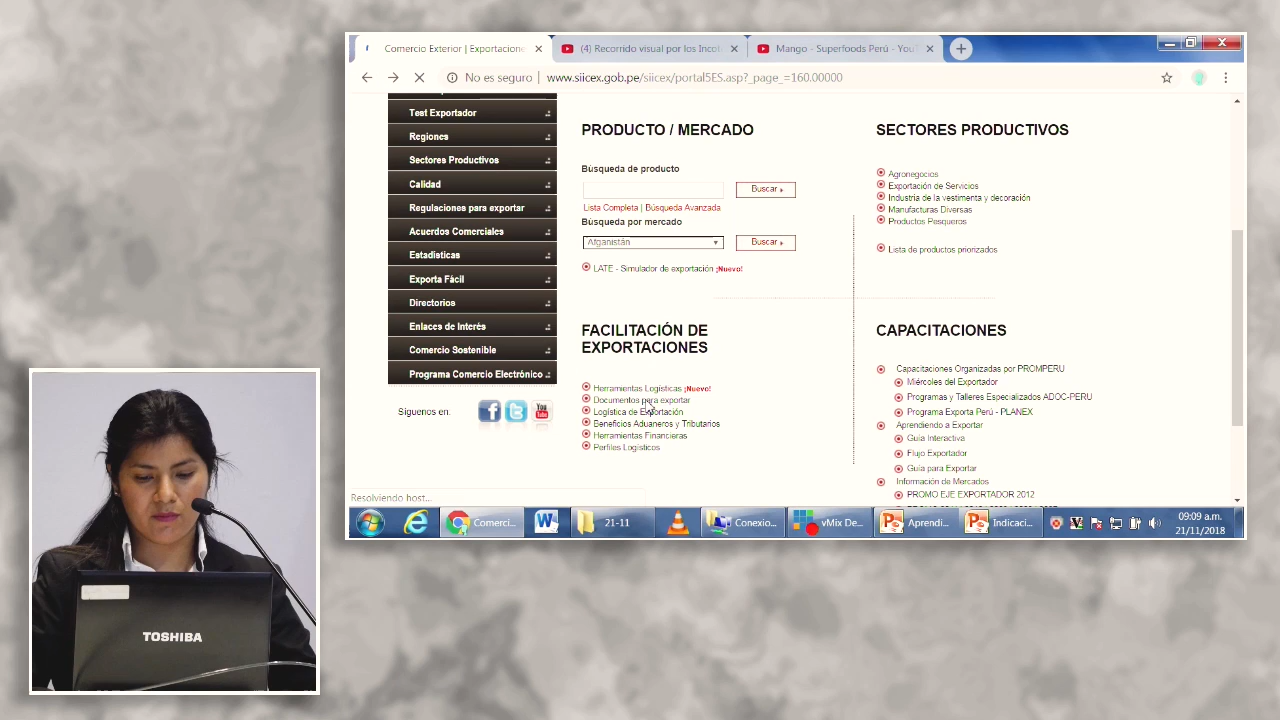 Comercio Exterior | Exportacione
(4) Recorrido visual por los Incot
Mango - Superfoods Perú - YouT
No es seguro
www.siicex.gob.pe/siicex/portal5ES.asp?_page_=160.00000
Test Exportador
Regiones
Sectores Productivos
Calidad
Regulaciones para exportar
Acuerdos Comerciales
Estadísticas
Exporta Fácil
Directorios
Enlaces de Interés
Comercio Sostenible
Programa Comercio Electrónico
Síguenos en:
You
Tube
PRODUCTO / MERCADO
Búsqueda de producto
Buscar
Lista Completa | Búsqueda Avanzada
Búsqueda por mercado
Afganistán
Buscar
LATE - Simulador de exportación ¡Nuevo!
SECTORES PRODUCTIVOS
Agronegocios
Exportación de Servicios
Industria de la vestimenta y decoración
Manufacturas Diversas
Productos Pesqueros
Lista de productos priorizados
FACILITACIÓN DE
EXPORTACIONES
Herramientas Logísticas ¡Nuevo!
Documentos para exportar
Logística de Exportación
Beneficios Aduaneros y Tributarios
Herramientas Financieras
Perfiles Logísticos
CAPACITACIONES
Capacitaciones Organizadas por PROMPERU
Miércoles del Exportador
Programas y Talleres Especializados ADOC-PERU
Programa Exporta Perú - PLANEX
Aprendiendo a Exportar
Guía Interactiva
Flujo Exportador
Guía para Exportar
Información de Mercados
PROMO EJE EXPORTADOR 2012
Resolviendo host...
Comerci...
21-11
Conexio...
vMix De...
Aprendi...
Indicaci...
09:09 a.m.
21/11/2018
TOSHIBA